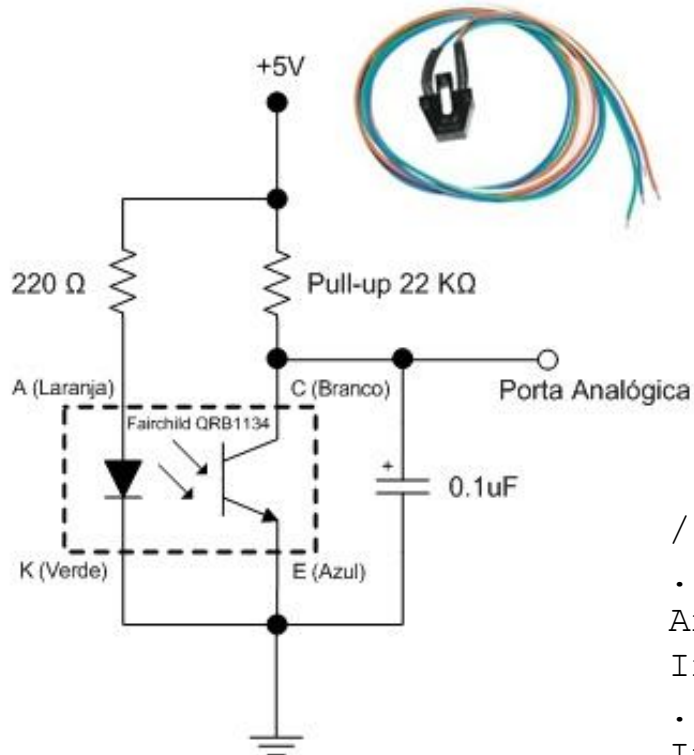 +5V
220 Ω
Pull-up 22 KΩ
A (Laranja)
C (Branco)
Porta Analógica
Fairchild QRB1134
+
0.1uF
K (Verde)
E (Azul)
/
.
.